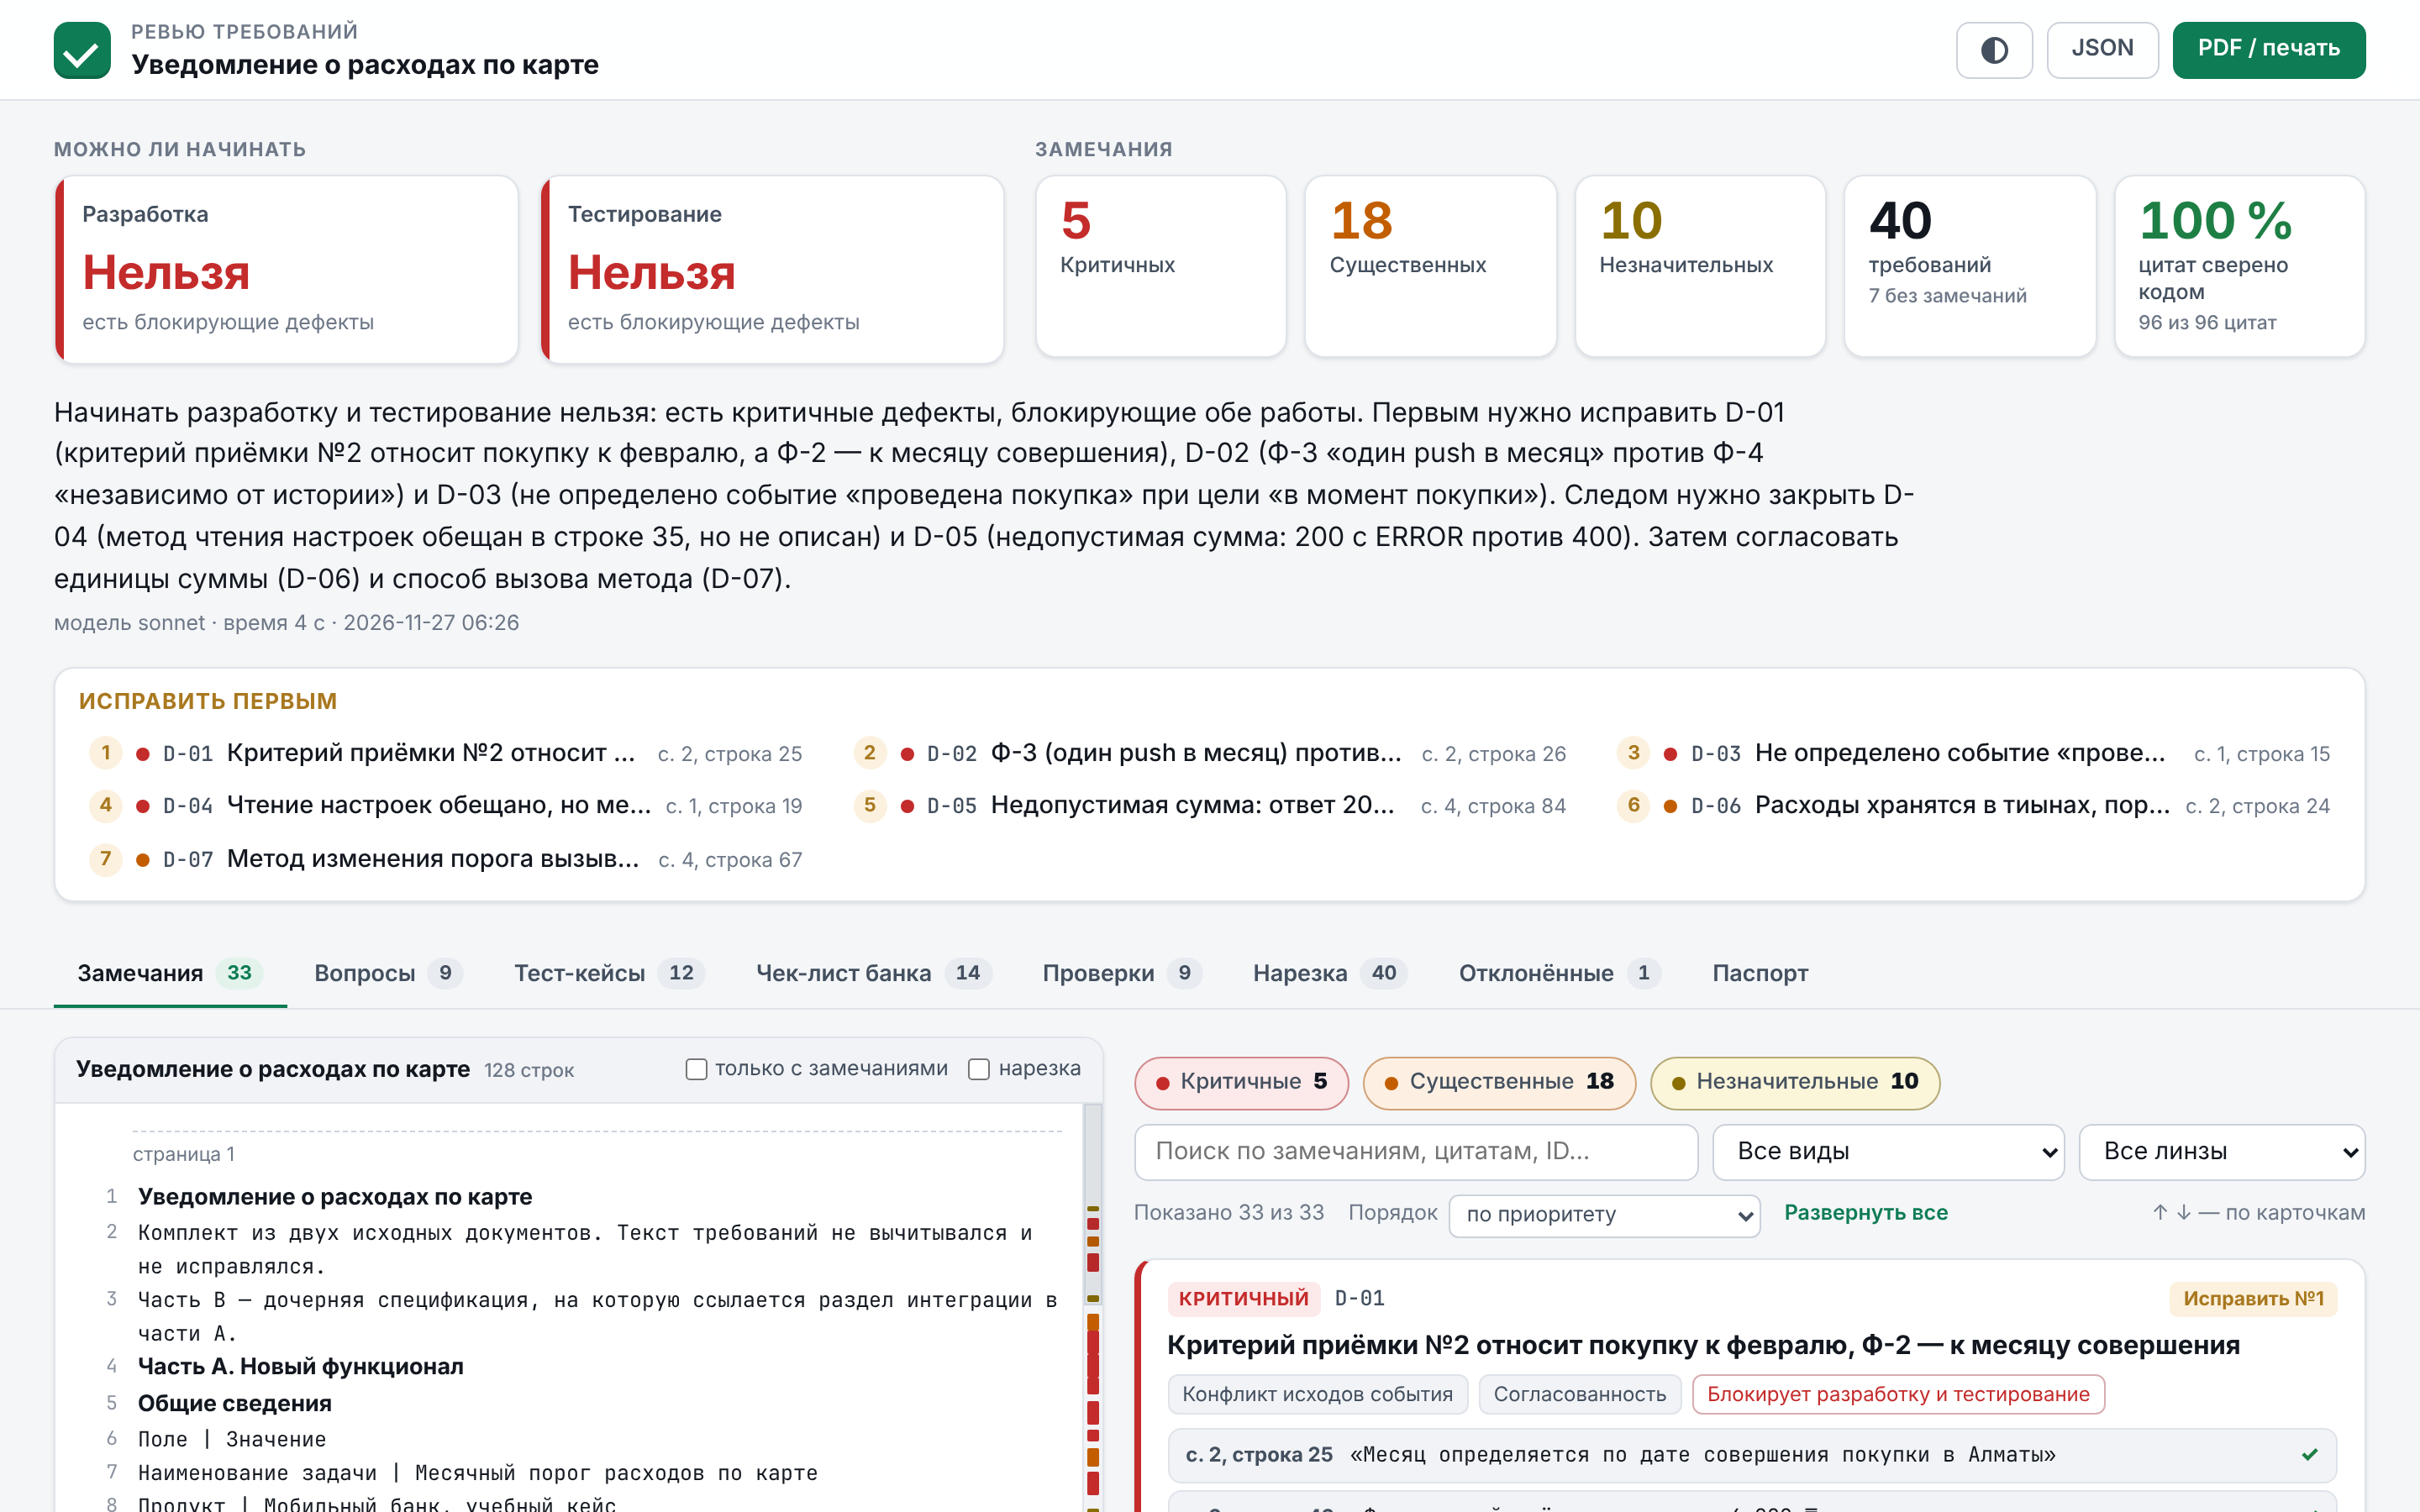 РЕВЬЮ ТРЕБОВАНИЙ
Уведомление о расходах по карте
JSON
PDF / печать
МОЖНО ЛИ НАЧИНАТЬ
Разработка
Нельзя
есть блокирующие дефекты
Тестирование
Нельзя
есть блокирующие дефекты
ЗАМЕЧАНИЯ
5
Критичных
18
Существенных
10
Незначительных
40
требований
7 без замечаний
100 %
цитат сверено
кодом
96 из 96 цитат
Начинать разработку и тестирование нельзя: есть критичные дефекты, блокирующие обе работы. Первым нужно исправить D-01
(критерий приёмки №2 относит покупку к февралю, а Ф-2 — к месяцу совершения), D-02 (Ф-3 «один push в месяц» против Ф-4
«независимо от истории») и D-03 (не определено событие «проведена покупка» при цели «в момент покупки»). Следом нужно закрыть D-
04 (метод чтения настроек обещан в строке 35, но не описан) и D-05 (недопустимая сумма: 200 с ERROR против 400). Затем согласовать
единицы суммы (D-06) и способ вызова метода (D-07).
модель sonnet · время 4 с · 2026-11-27 06:26
ИСПРАВИТЬ ПЕРВЫМ
1 D-01 Критерий приёмки №2 относит ... с. 2, строка 25
2 D-02 Ф-3 (один push в месяц) против... с. 2, строка 26
3 D-03 Не определено событие «прове... с. 1, строка 15
4 D-04 Чтение настроек обещано, но ме... с. 1, строка 19
5 D-05 Недопустимая сумма: ответ 20... с. 4, строка 84
6 D-06 Расходы хранятся в тиынах, пор... с. 2, строка 24
7 D-07 Метод изменения порога вызыв... с. 4, строка 67
Замечания 33
Вопросы 9
Тест-кейсы 12
Чек-лист банка 14
Проверки 9
Нарезка 40
Отклонённые 1
Паспорт
Уведомление о расходах по карте 128 строк
только с замечаниями
нарезка
страница 1
1 Уведомление о расходах по карте
2 Комплект из двух исходных документов. Текст требований не вычитывался и
не исправлялся.
3 Часть B — дочерняя спецификация, на которую ссылается раздел интеграции в
части A.
4 Часть A. Новый функционал
5 Общие сведения
6 Поле | Значение
7 Наименование задачи | Месячный порог расходов по карте
8 Продукт | Мобильный банк, учебный кейс
Критичные 5
Существенные 18
Незначительные 10
Поиск по замечаниям, цитатам, ID...
Все виды
Все линзы
Показано 33 из 33
Порядок
по приоритету
Развернуть все
↑ ↓ — по карточкам
КРИТИЧНЫЙ D-01
Исправить №1
Критерий приёмки №2 относит покупку к февралю, Ф-2 — к месяцу совершения
Конфликт исходов события
Согласованность
Блокирует разработку и тестирование
с. 2, строка 25 «Месяц определяется по дате совершения покупки в Алматы»